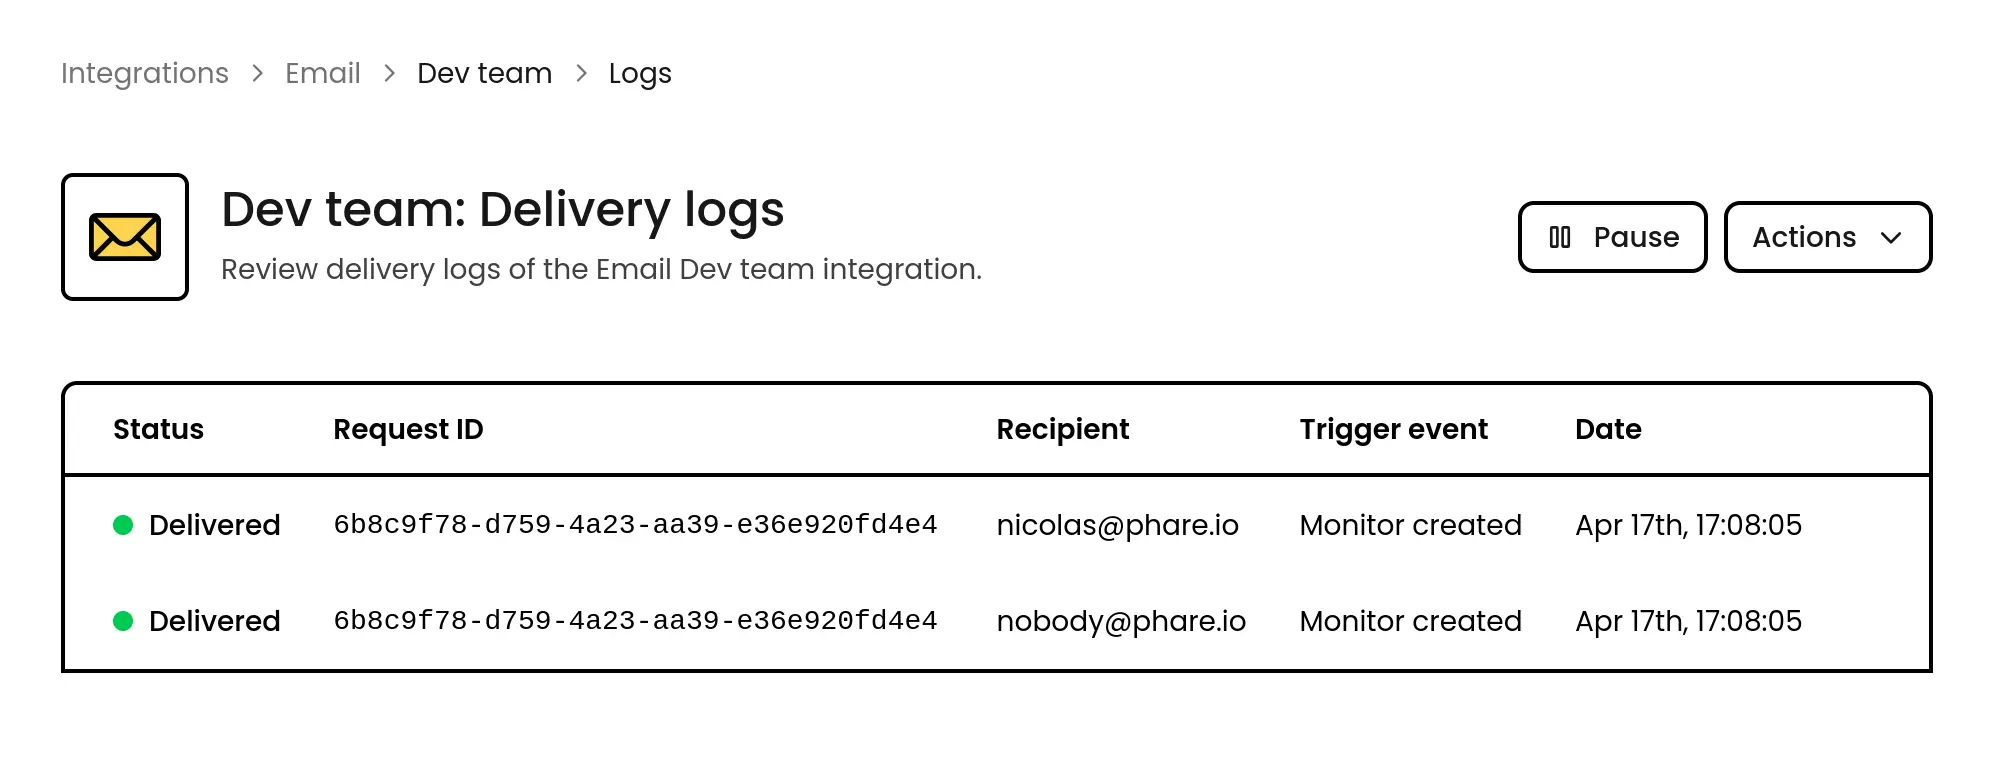 Integrations > Email > Dev team > Logs
Dev team: Delivery logs
Review delivery logs of the Email Dev team integration.
Pause
Actions
Status Request ID Recipient Trigger event Date
Delivered 6b8c9f78-d759-4a23-aa39-e36e920fd4e4 nicolas@phare.io Monitor created Apr 17th, 17:08:05
Delivered 6b8c9f78-d759-4a23-aa39-e36e920fd4e4 nobody@phare.io Monitor created Apr 17th, 17:08:05